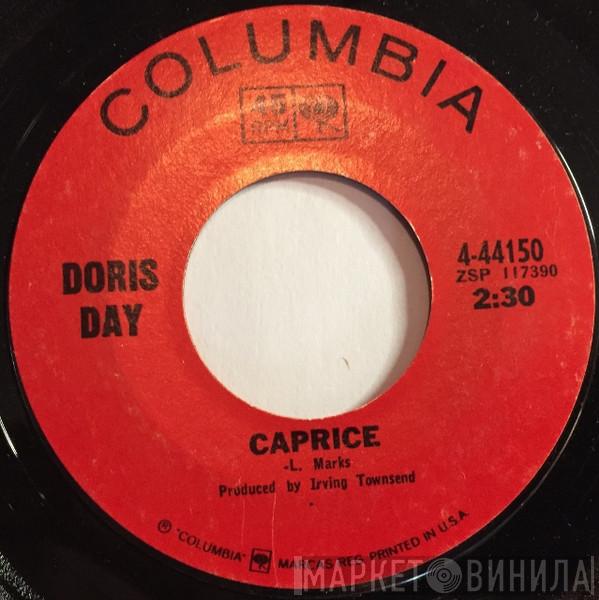 COLUMBIA
45
RPM
DORIS
DAY
4-44150
ZSP 117390
2:30
CAPRICE
-L. Marks
Produced by Irving Townsend
® "COLUMBIA" MARCAS REG. PRINTED IN U.S.A.
МАРКЕТ ВИНИЛА